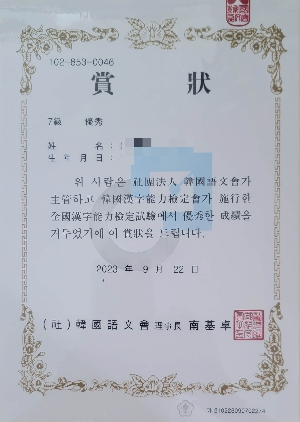 102-853-0046
賞 狀
7級 優秀
姓 名 :
生年月日 :
위 사람은 社團法人 韓國語文會가
主管하고 韓國漢字能力檢定會가 施行한
全國漢字能力檢定試驗에서 優秀한 成績을
거두었기에 이 賞狀을 드립니다.
2023 年 9 月 22 日
(社) 韓國語文會 理事長 南基卓